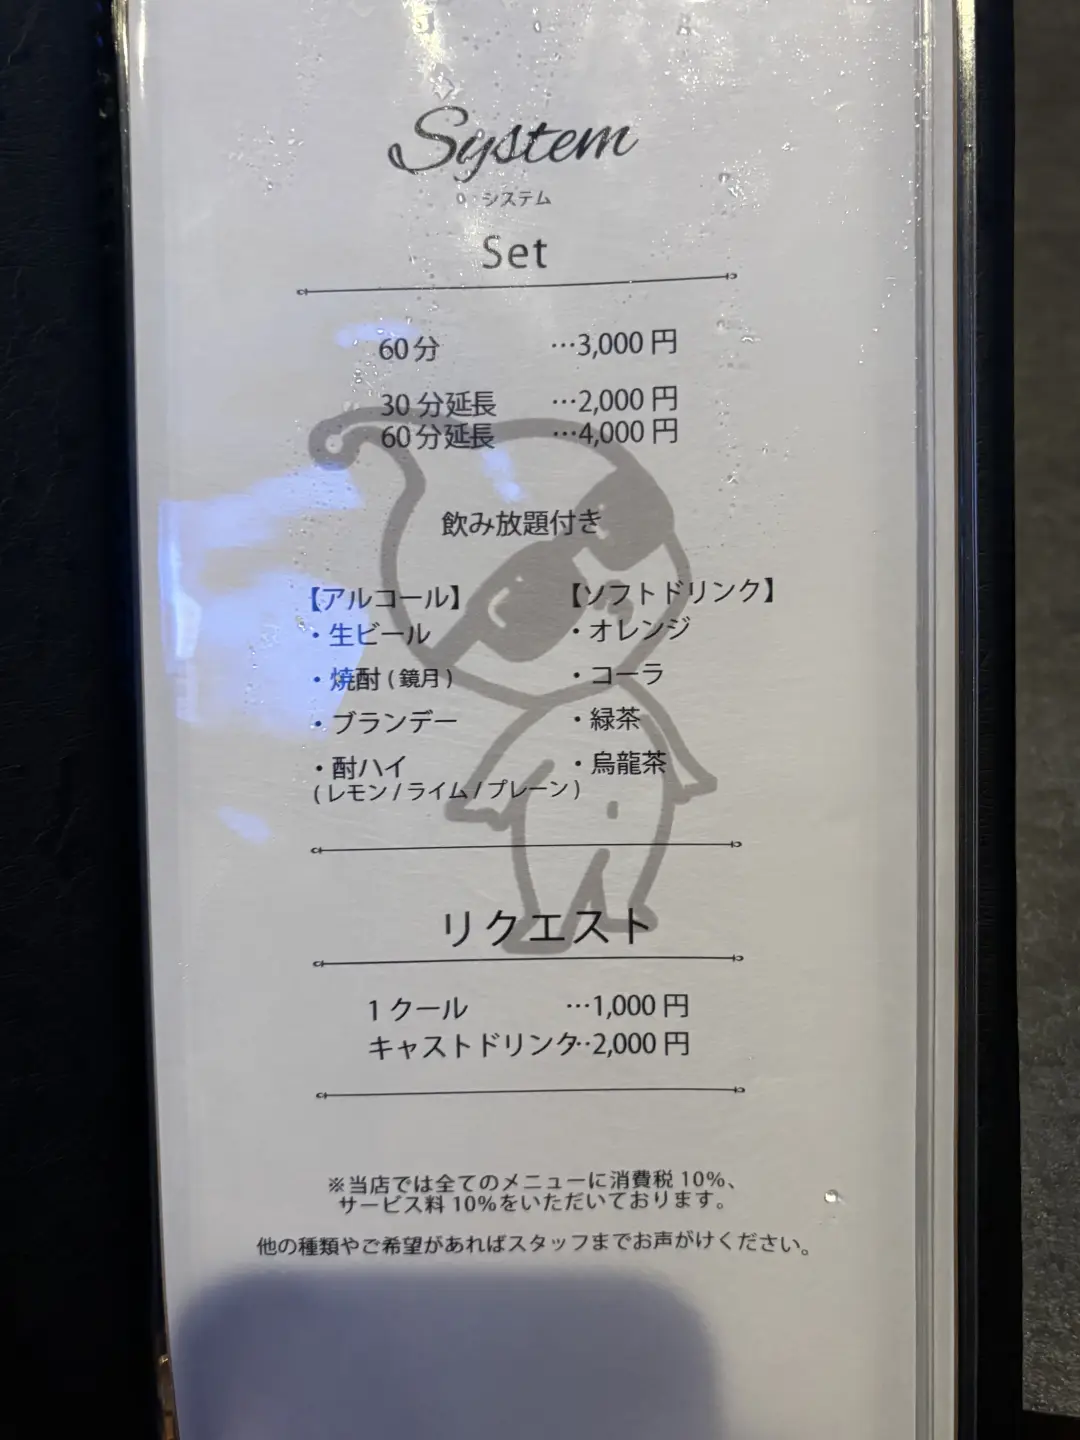 System
システム
Set
60分 …3,000円
30分延長 …2,000円
60分延長 …4,000円
飲み放題付き
【アルコール】 【ソフトドリンク】
・生ビール ・オレンジ
・焼酎(鏡月) ・コーラ
・ブランデー ・緑茶
・酎ハイ ・烏龍茶
(レモン/ライム/プレーン)
リクエスト
1クール …1,000円
キャストドリンク…2,000円
※当店では全てのメニューに消費税10%、
サービス料10%をいただいております。
他の種類やご希望があればスタッフまでお声がけください。